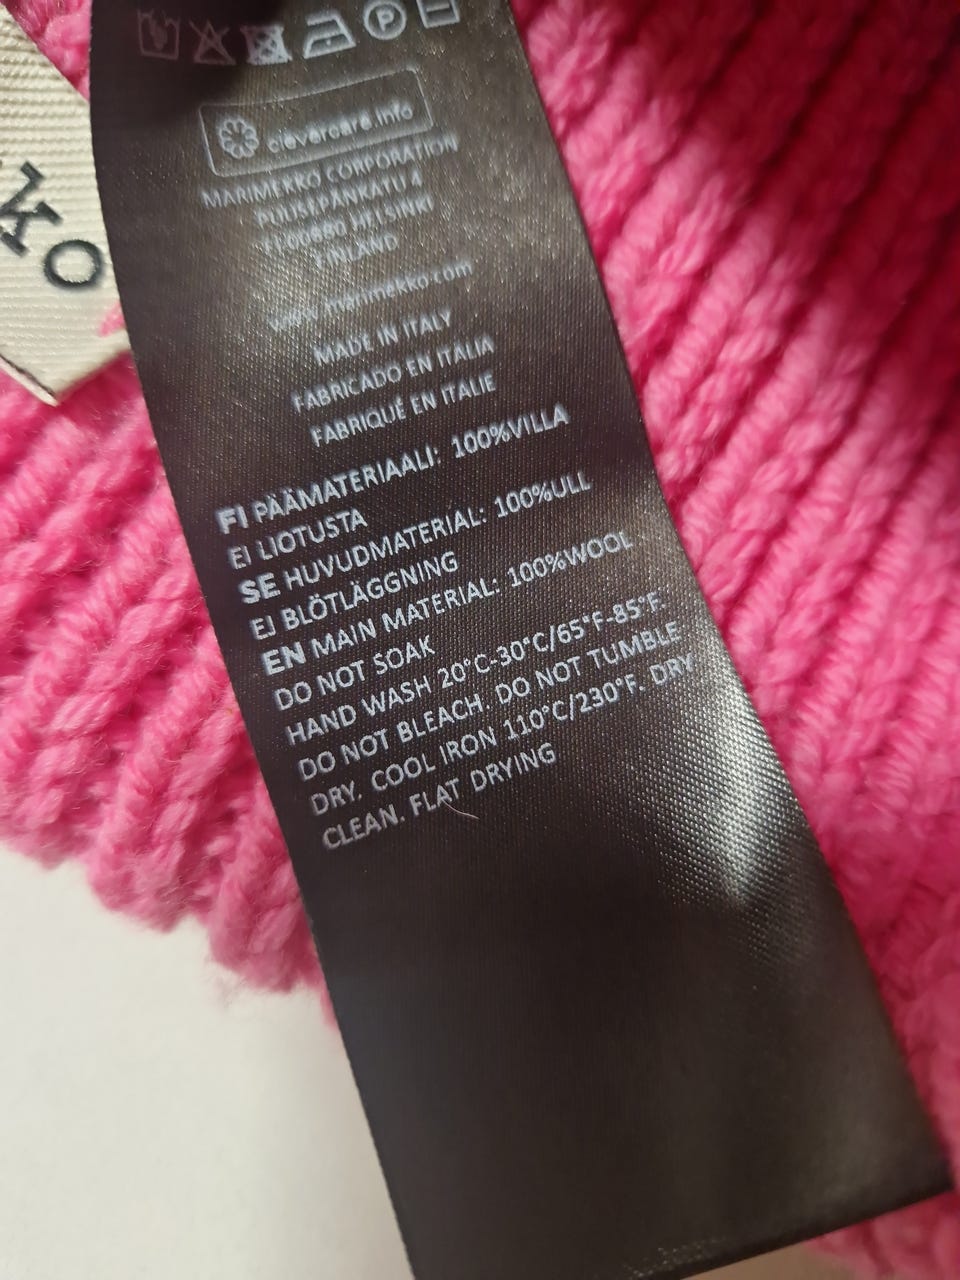 ko
P
clevercare.info
MARIMEKKO CORPORATION
PUUSEPÄNKATU 4
FI 00880 HELSINKI
FINLAND
www.marimekko.com
MADE IN ITALY
FABRICADO EN ITALIA
FABRIQUÉ EN ITALIE
FI PÄÄMATERIAALI: 100%VILLA
EI LIOTUSTA
SE HUVUDMATERIAL: 100%ULL
EJ BLÖTLÄGGNING
EN MAIN MATERIAL: 100%WOOL
DO NOT SOAK
HAND WASH 20°C-30°C/65°F-85°F.
DO NOT BLEACH. DO NOT TUMBLE
DRY. COOL IRON 110°C/230°F. DRY
CLEAN. FLAT DRYING